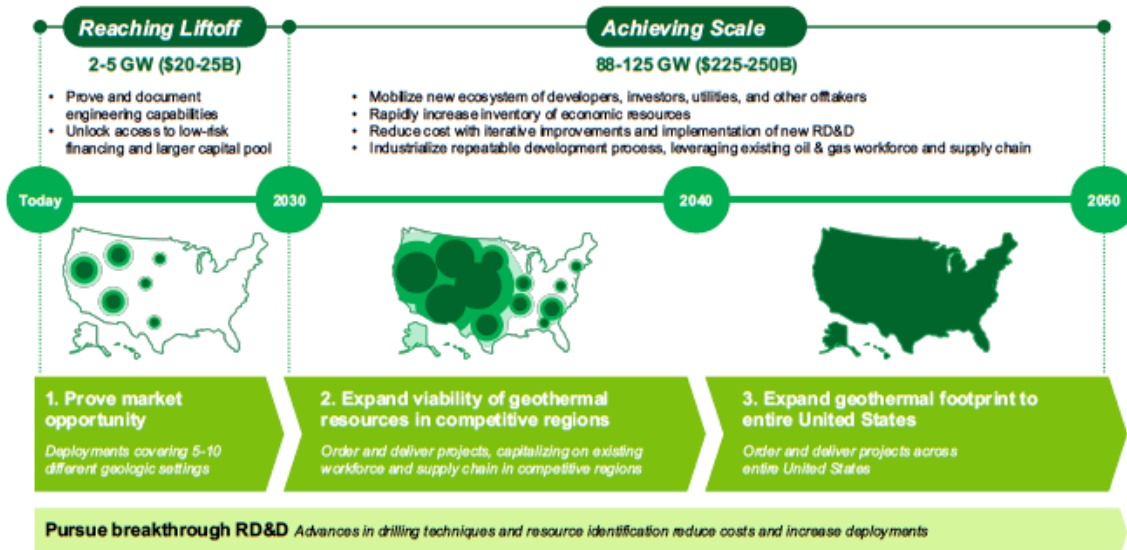 Reaching Liftoff
Achieving Scale
2-5 GW ($20-25B)
88-125 GW ($225-250B)
• Prove and document
engineering capabilities
• Unlock access to low-risk
financing and larger capital pool
• Mobilize new ecosystem of developers, investors, utilities, and other offtakers
• Rapidly increase inventory of economic resources
• Reduce cost with iterative improvements and implementation of new RD&D
• Industrialize repeatable development process, leveraging existing oil & gas workforce and supply chain
Today
2030
2040
2050
1. Prove market
opportunity
Deployments covering 5-10
different geologic settings
2. Expand viability of geothermal
resources in competitive regions
Order and deliver projects, capitalizing on existing
workforce and supply chain in competitive regions
3. Expand geothermal footprint to
entire United States
Order and deliver projects across
entire United States
Pursue breakthrough RD&D Advances in drilling techniques and resource identification reduce costs and increase deployments